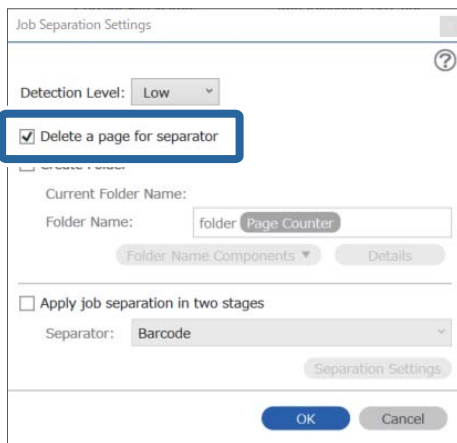 Job Separation Settings
?
Detection Level: Low
Delete a page for separator
Create Folder
Current Folder Name:
Folder Name: folder Page Counter
Folder Name Components ▼ Details
Apply job separation in two stages
Separator: Barcode
Separation Settings
OK Cancel